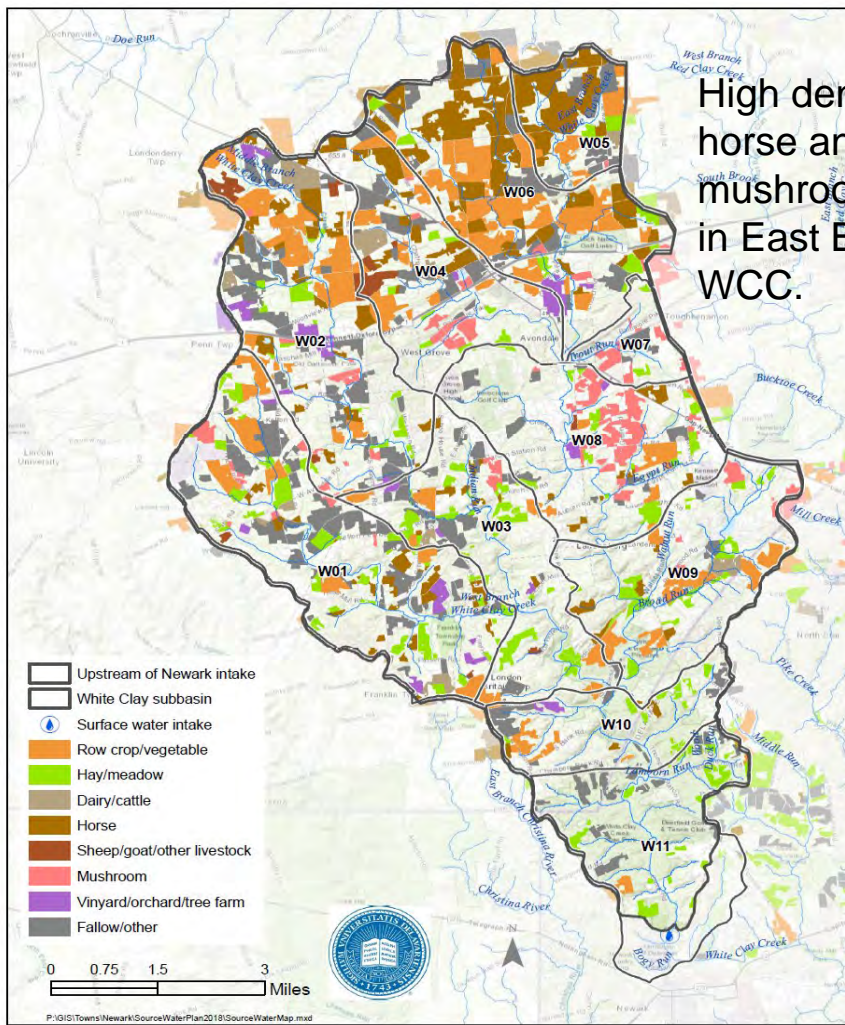 Doe Run
West Branch
Red Clay Creek
High den
horse an
mushroo
in East B
WCC.
East Branch
White Clay Creek
W05
Londonderry Twp
Middle Branch
White Clay Creek
South Brook
W06
W04
W02
Penn Twp
West Grove
Avondale
Toughkenamon
Trout Run
W07
Bucktoe Creek
Lincoln
University
W08
Egypt Run
Mill Creek
W03
Walnut Run
W01
W09
Broad Run
West Branch
White Clay Creek
Pike Creek
Upstream of Newark intake
White Clay subbasin
Surface water intake
Row crop/vegetable
Hay/meadow
Dairy/cattle
Horse
Sheep/goat/other livestock
Mushroom
Vinyard/orchard/tree farm
Fallow/other
W10
Middle Run
Lamborn Run
East Branch Christina River
W11
Christina River
Bogy Run
White Clay Creek
Newark
N
1743
0 0.75 1.5 3
Miles
P:\GIS\Towns\Newark\SourceWaterPlan2018\SourceWaterMap.mxd